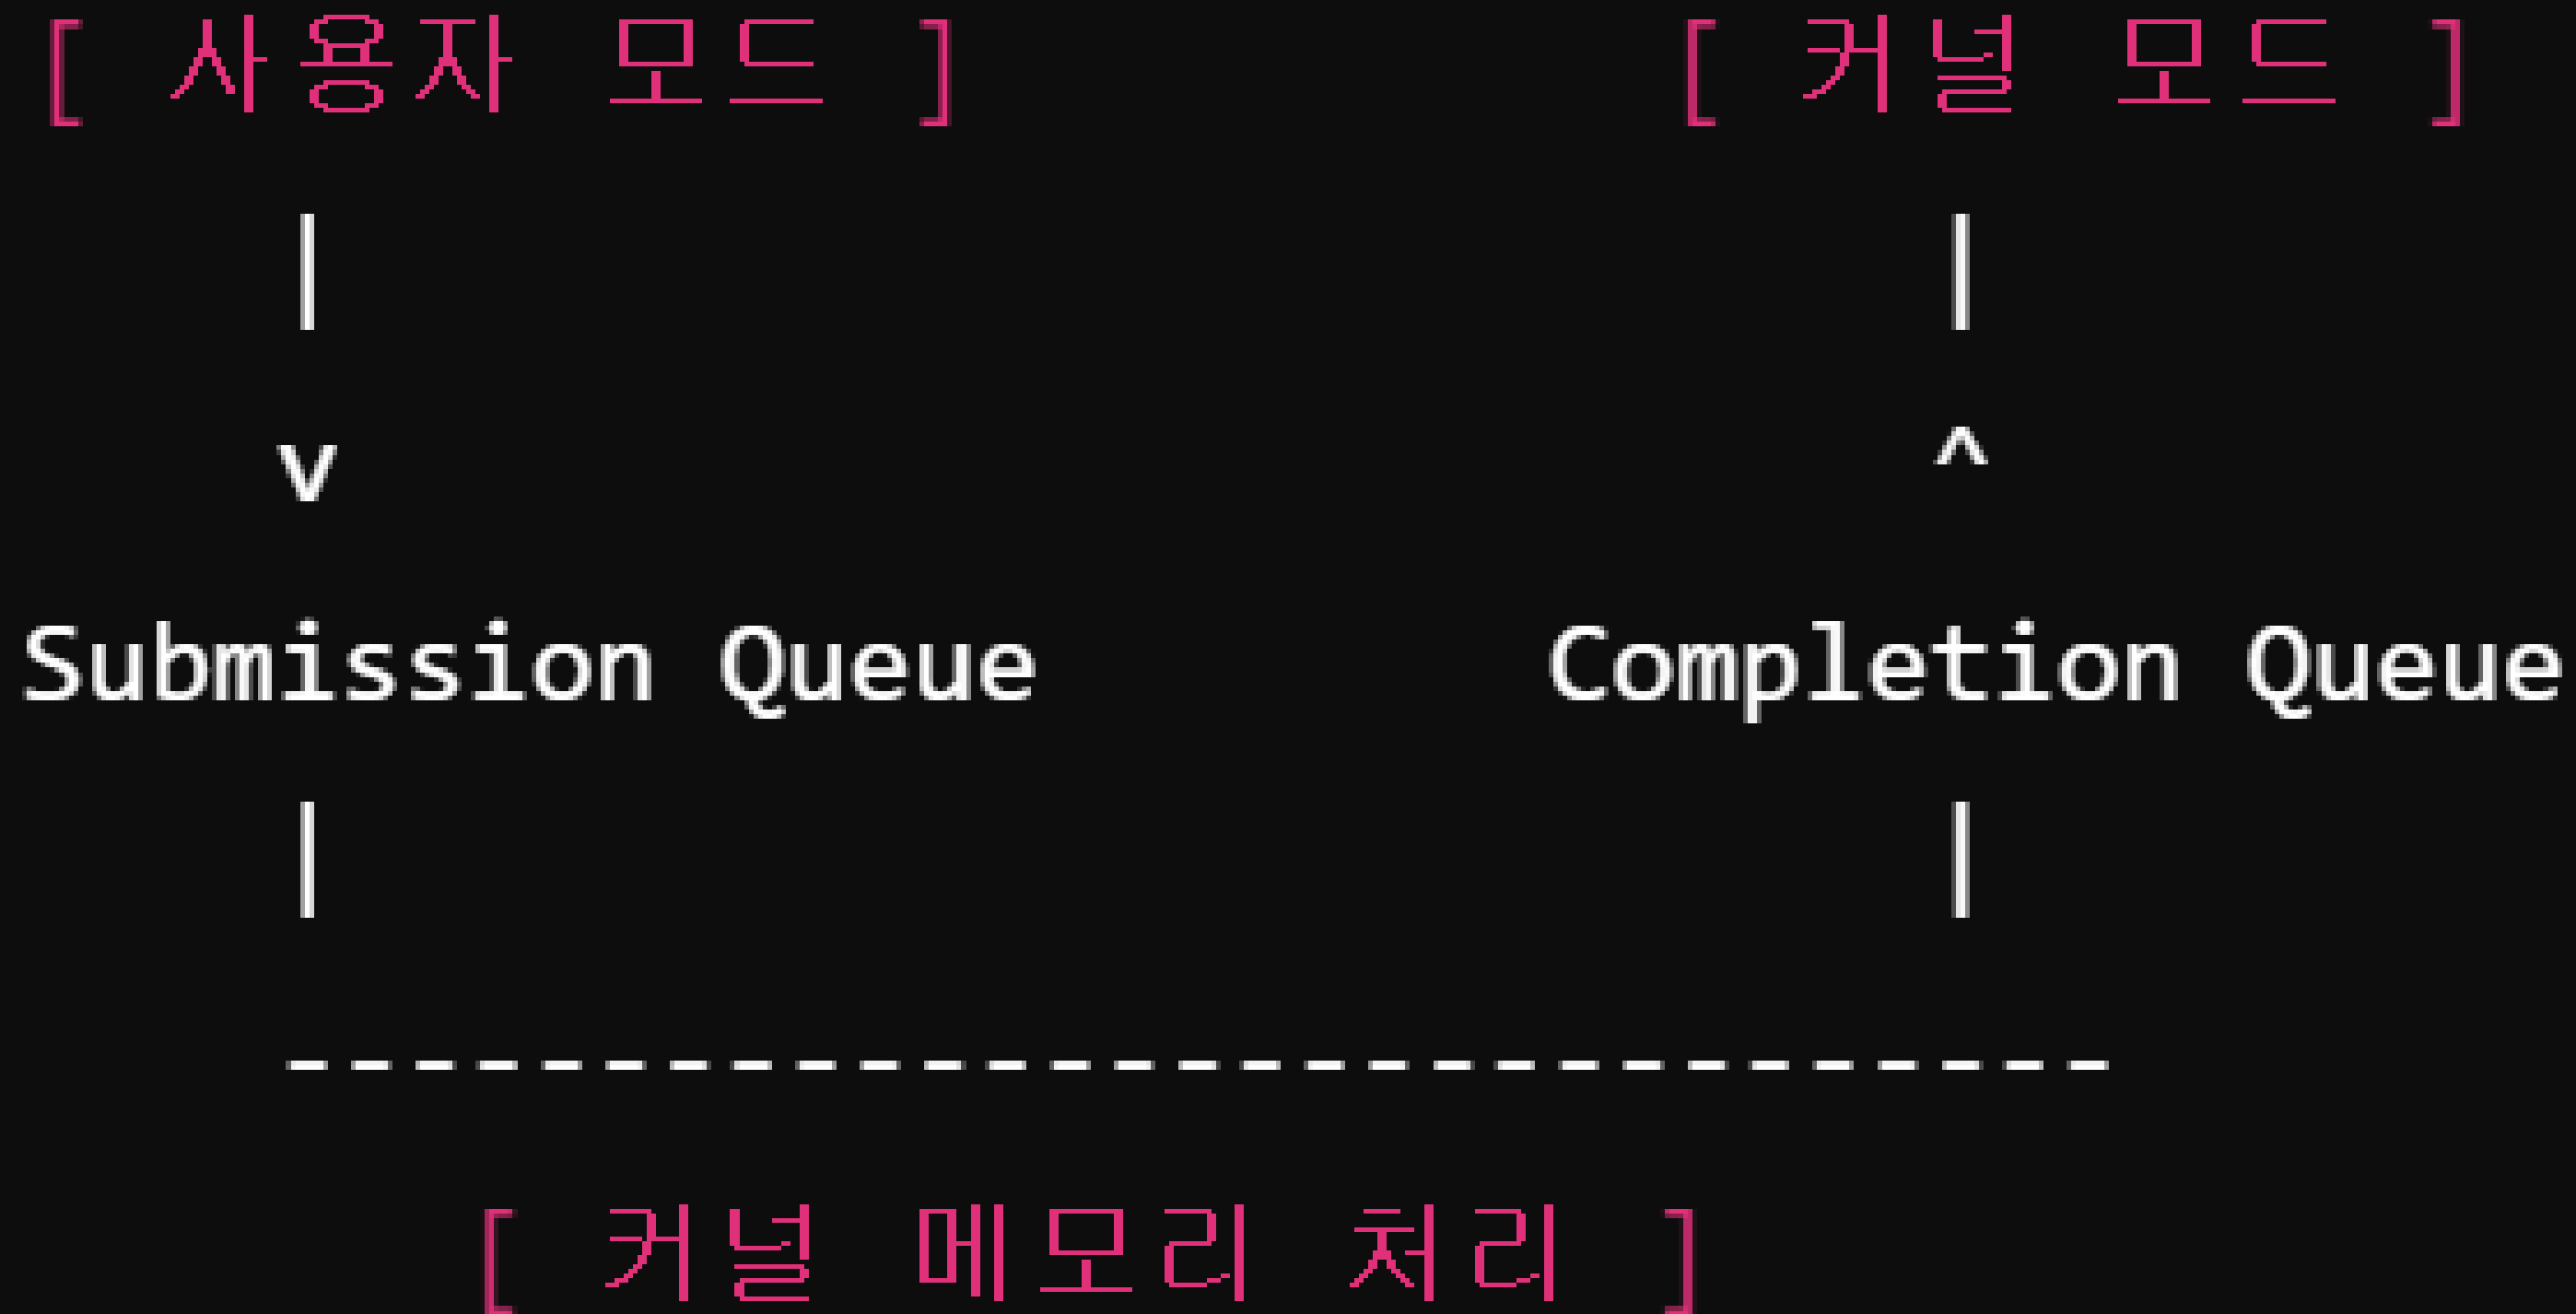 [ 사용자 모드 ] [ 커널 모드 ]
| |
v ^
Submission Queue Completion Queue
| |
-----------------------------
[ 커널 메모리 처리 ]